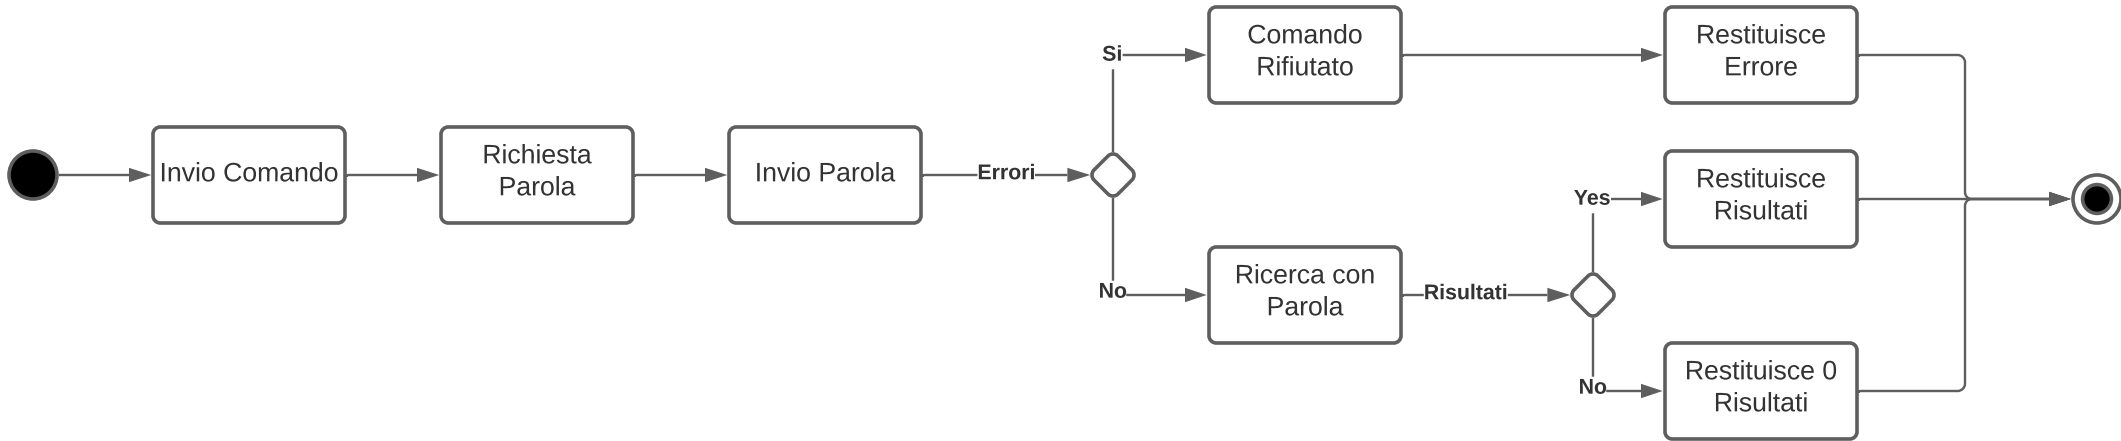 Invio Comando
Richiesta
Parola
Invio Parola
Errori
Si
Comando
Rifiutato
Restituisce
Errore
No
Ricerca con
Parola
Risultati
Yes
Restituisce
Risultati
No
Restituisce 0
Risultati